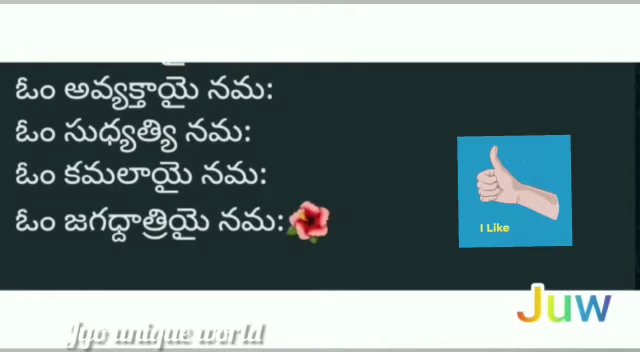 ఓం అవ్యక్తాయై నమ:
ఓం సుధ్యత్యి నమ:
ఓం కమలాయై నమ:
ఓం జగద్ధాత్రియై నమ:
I Like
Juw
Jyo unique world